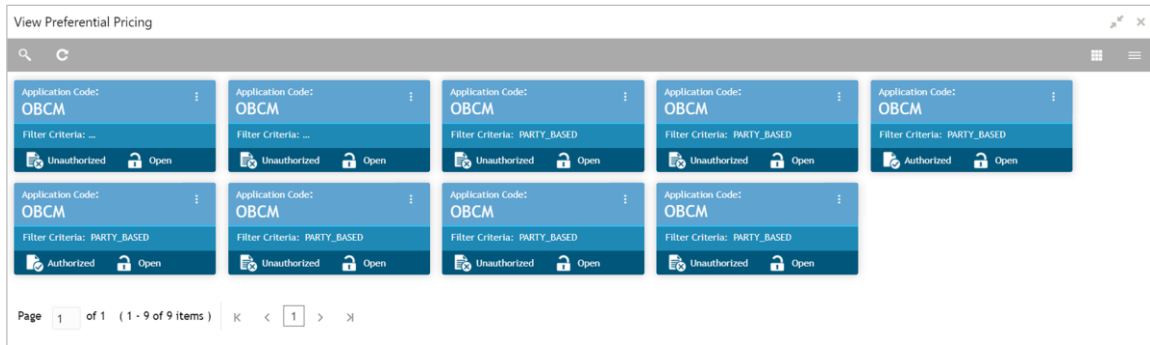 View Preferential Pricing
Application Code:
OBCM
Filter Criteria: ...
Unauthorized Open
Application Code:
OBCM
Filter Criteria: ...
Unauthorized Open
Application Code:
OBCM
Filter Criteria: PARTY_BASED
Unauthorized Open
Application Code:
OBCM
Filter Criteria: PARTY_BASED
Unauthorized Open
Application Code:
OBCM
Filter Criteria: PARTY_BASED
Authorized Open
Application Code:
OBCM
Filter Criteria: PARTY_BASED
Authorized Open
Application Code:
OBCM
Filter Criteria: PARTY_BASED
Unauthorized Open
Application Code:
OBCM
Filter Criteria: PARTY_BASED
Unauthorized Open
Application Code:
OBCM
Filter Criteria: PARTY_BASED
Unauthorized Open
Page 1 of 1 ( 1 - 9 of 9 items ) 1